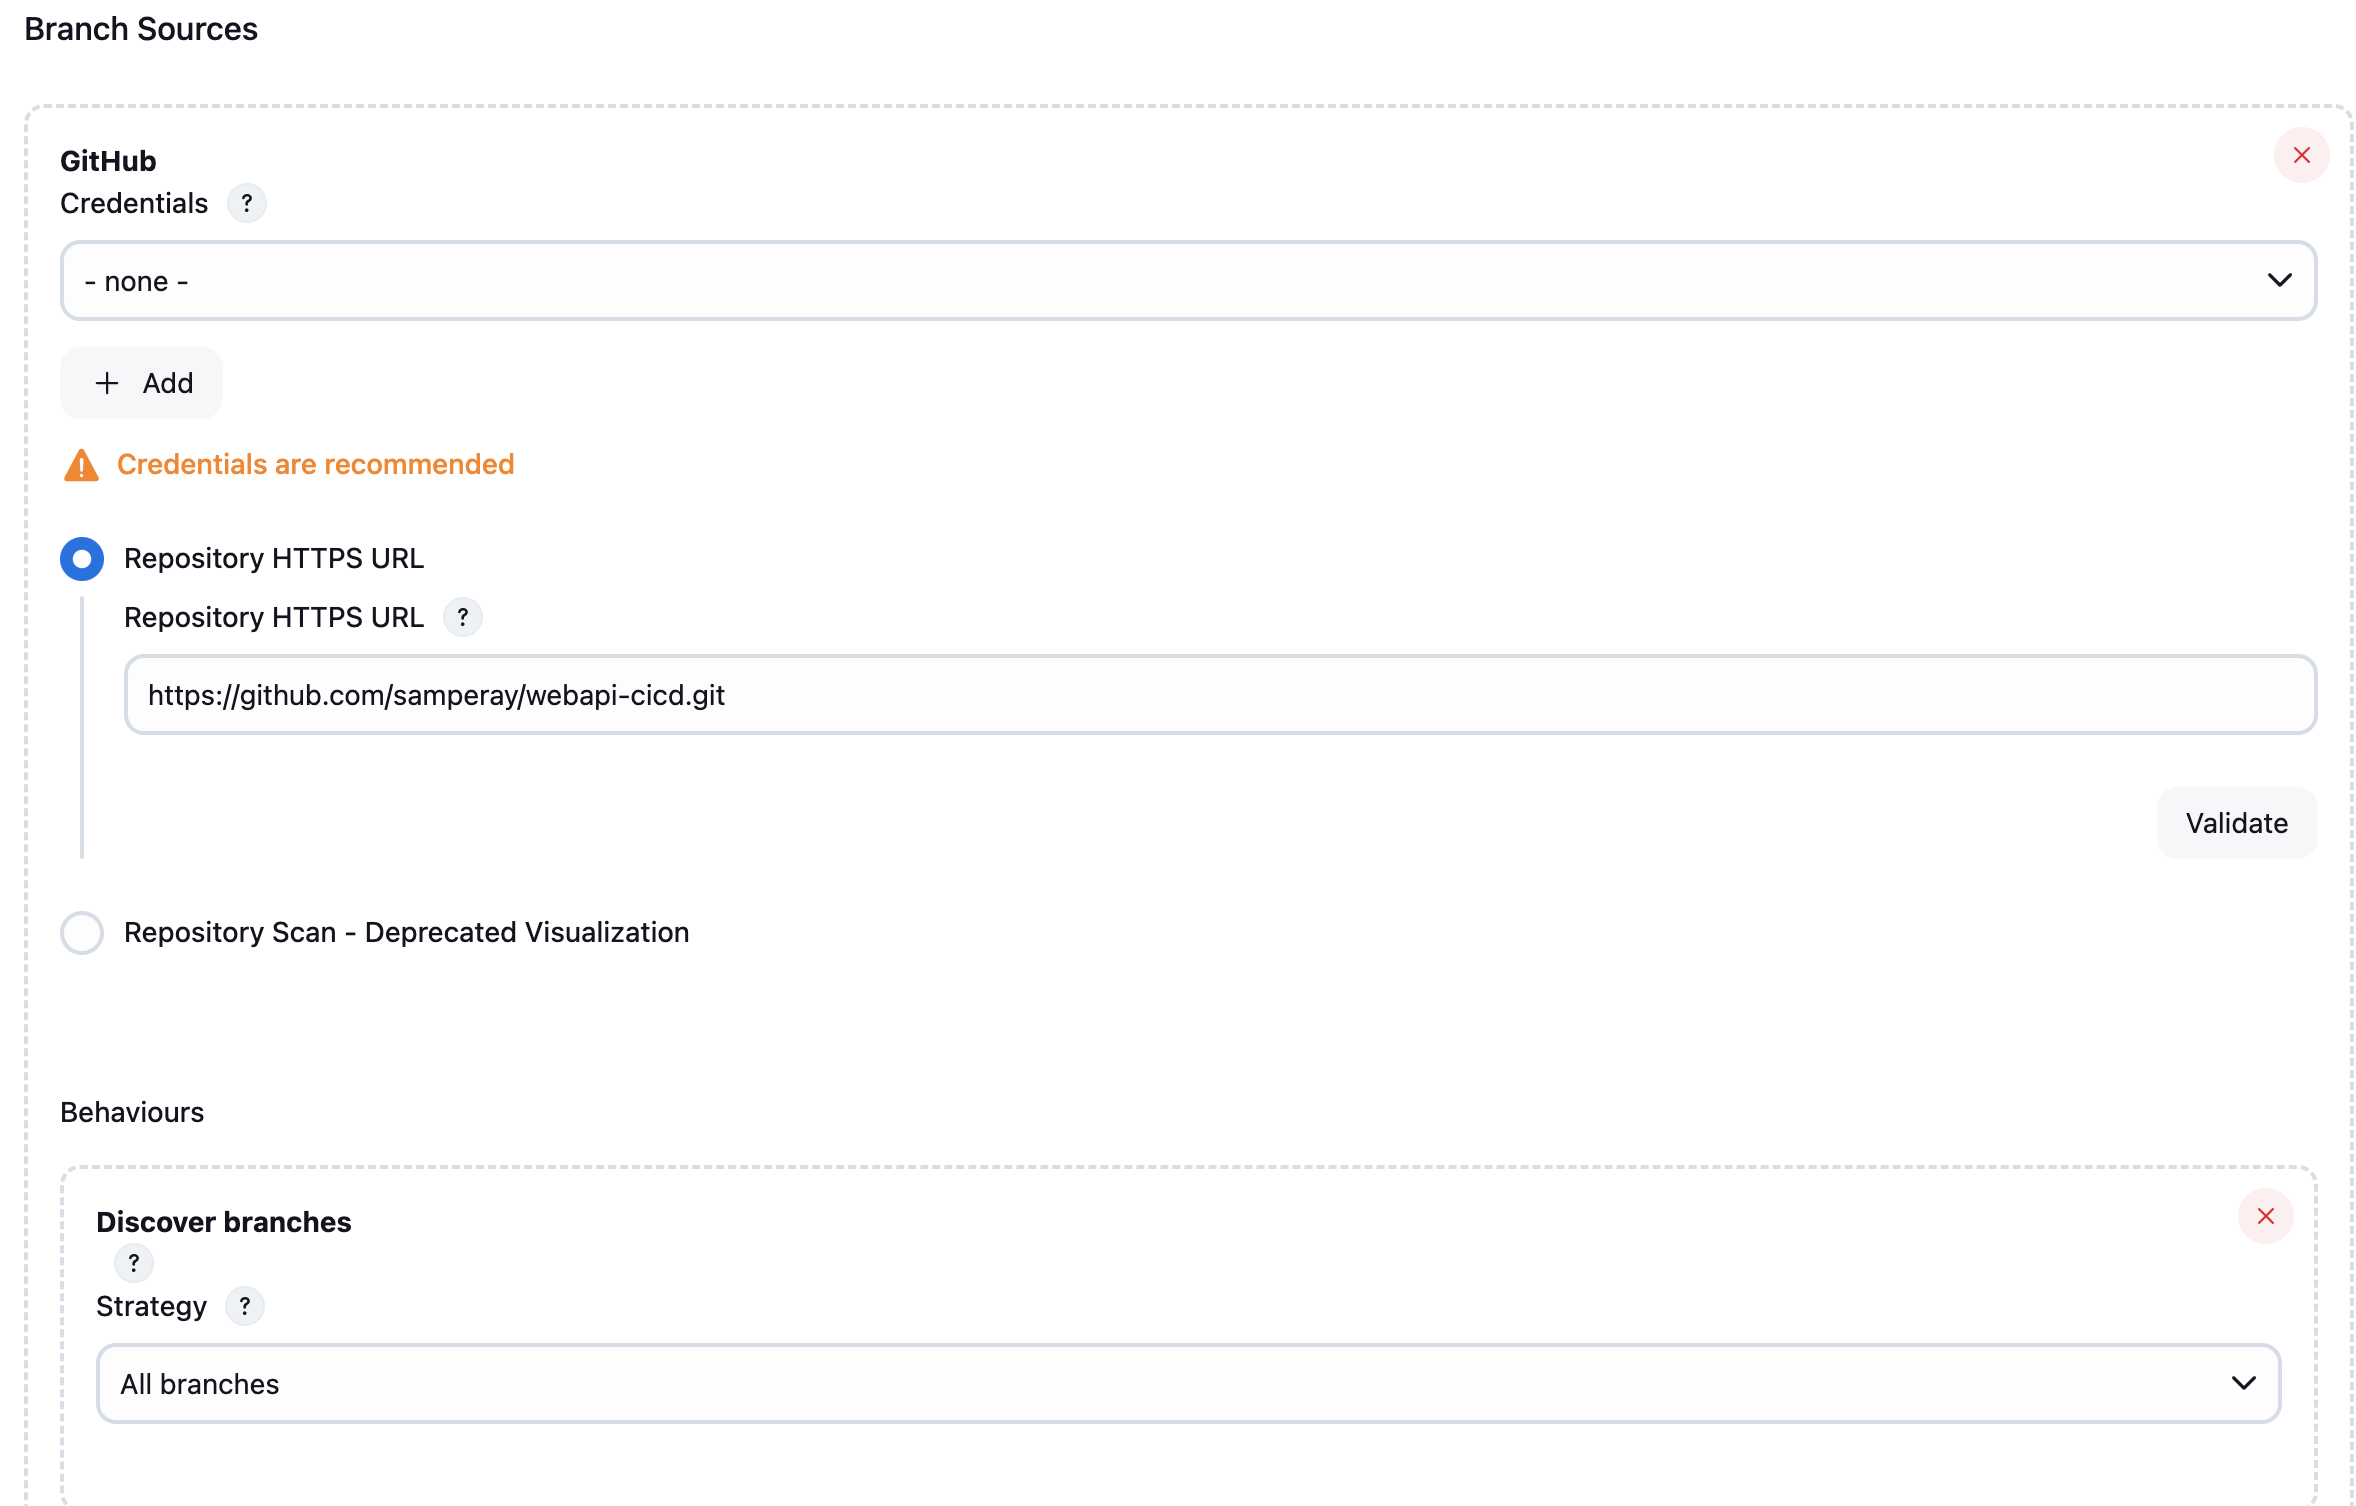 Branch Sources
GitHub
Credentials ?
- none -
+ Add
Credentials are recommended
Repository HTTPS URL
Repository HTTPS URL ?
https://github.com/samperay/webapi-cicd.git
Validate
Repository Scan - Deprecated Visualization
Behaviours
Discover branches
?
Strategy ?
All branches